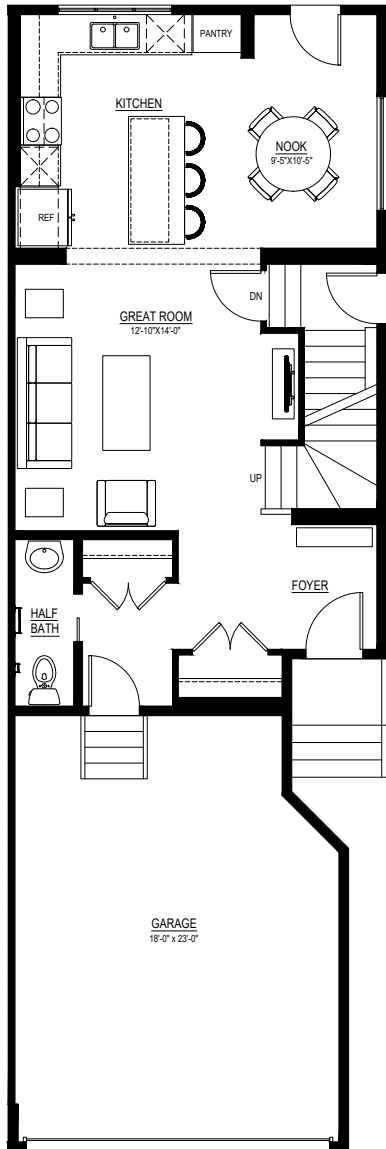 PANTRY
KITCHEN
NOOK
9'-5"X10'-5"
REF
DN
GREAT ROOM
12'-10"X14'-0"
UP
FOYER
HALF
BATH
GARAGE
18'-0" x 23'-0"